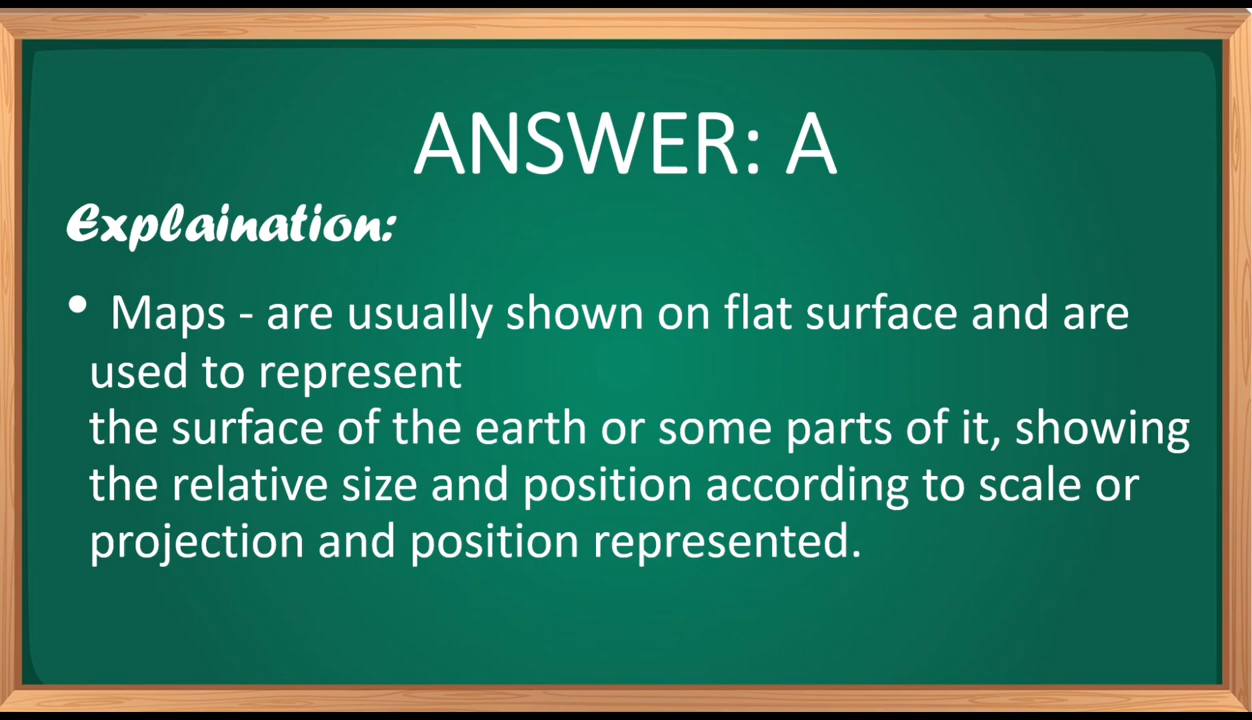 ANSWER: A
Explaination:
• Maps - are usually shown on flat surface and are
used to represent
the surface of the earth or some parts of it, showing
the relative size and position according to scale or
projection and position represented.